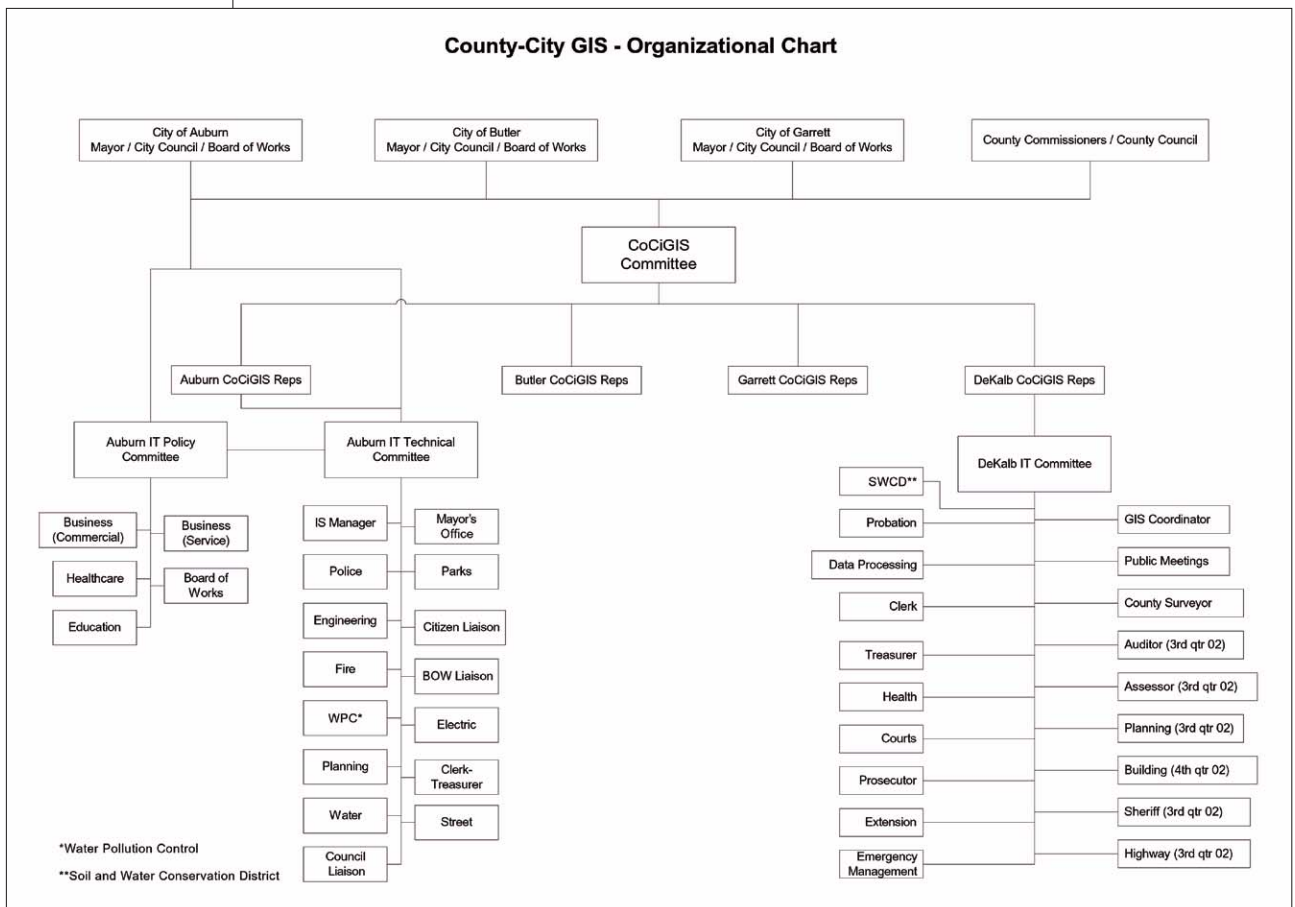 County-City GIS - Organizational Chart
City of Auburn
Mayor / City Council / Board of Works
City of Butler
Mayor / City Council / Board of Works
City of Garrett
Mayor / City Council / Board of Works
County Commissioners / County Council
CoCiGIS
Committee
Auburn CoCiGIS Reps
Butler CoCiGIS Reps
Garrett CoCiGIS Reps
DeKalb CoCiGIS Reps
Auburn IT Policy
Committee
Auburn IT Technical
Committee
DeKalb IT Committee
Business
(Commercial)
Business
(Service)
Healthcare
Board of
Works
Education
IS Manager
Mayor's
Office
Police
Parks
Engineering
Citizen Liaison
Fire
BOW Liaison
WPC*
Electric
Planning
Clerk-
Treasurer
Water
Street
Council
Liaison
SWCD**
Probation
Data Processing
Clerk
Treasurer
Health
Courts
Prosecutor
Extension
Emergency
Management
GIS Coordinator
Public Meetings
County Surveyor
Auditor (3rd qtr 02)
Assessor (3rd qtr 02)
Planning (3rd qtr 02)
Building (4th qtr 02)
Sheriff (3rd qtr 02)
Highway (3rd qtr 02)
*Water Pollution Control
**Soil and Water Conservation District